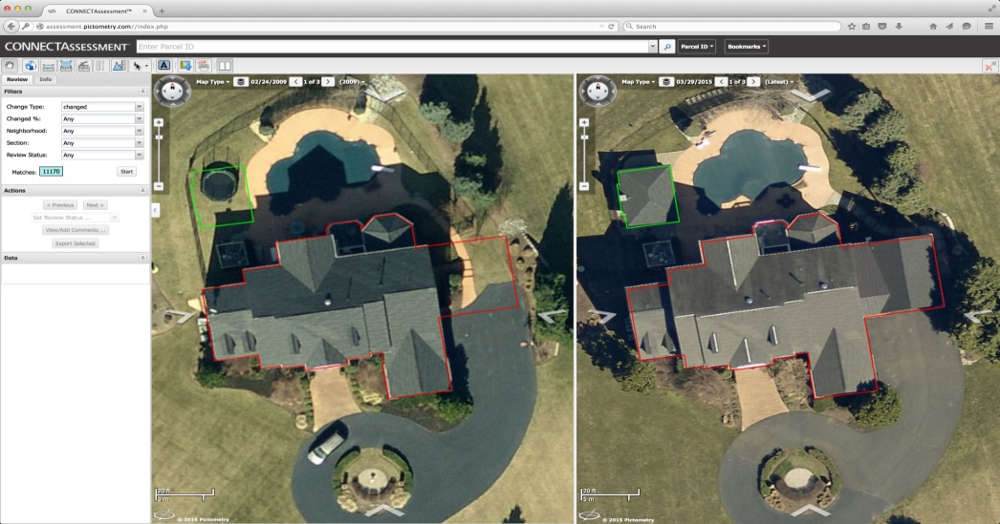 CONNECTAssessment™
assessment.pictometry.com//index.php
Search
CONNECTASSESSMENT™
Enter Parcel ID
Parcel ID
Bookmarks
A
Review
Info
Filters
Change Type:
changed
Changed %:
Any
Neighborhood:
Any
Section:
Any
Review Status:
Any
Matches:
11170
Start
Actions
< Previous
Next >
Set Review Status ...
View/Add Comments ...
Export Selected
Data
N
Map Type
02/24/2009
1 of 3
(2009)
20 ft
5 m
© 2015 Pictometry
N
Map Type
03/29/2015
1 of 3
(Latest)
20 ft
5 m
© 2015 Pictometry